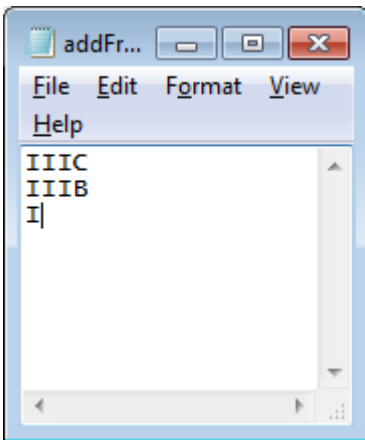 addFr...
File Edit Format View
Help
IIIC
IIIB
I